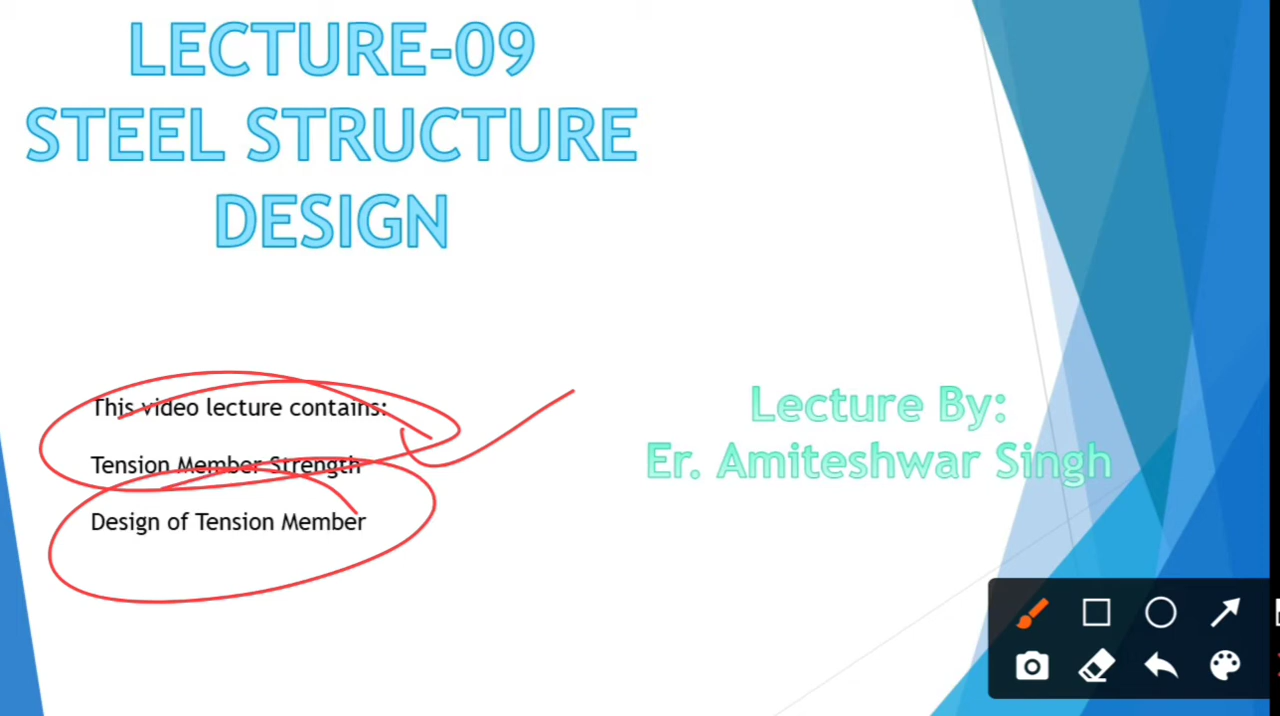 LECTURE-09
STEEL STRUCTURE
DESIGN
This video lecture contains:
Tension Member Strength
Design of Tension Member
Lecture By:
Er. Amiteshwar Singh